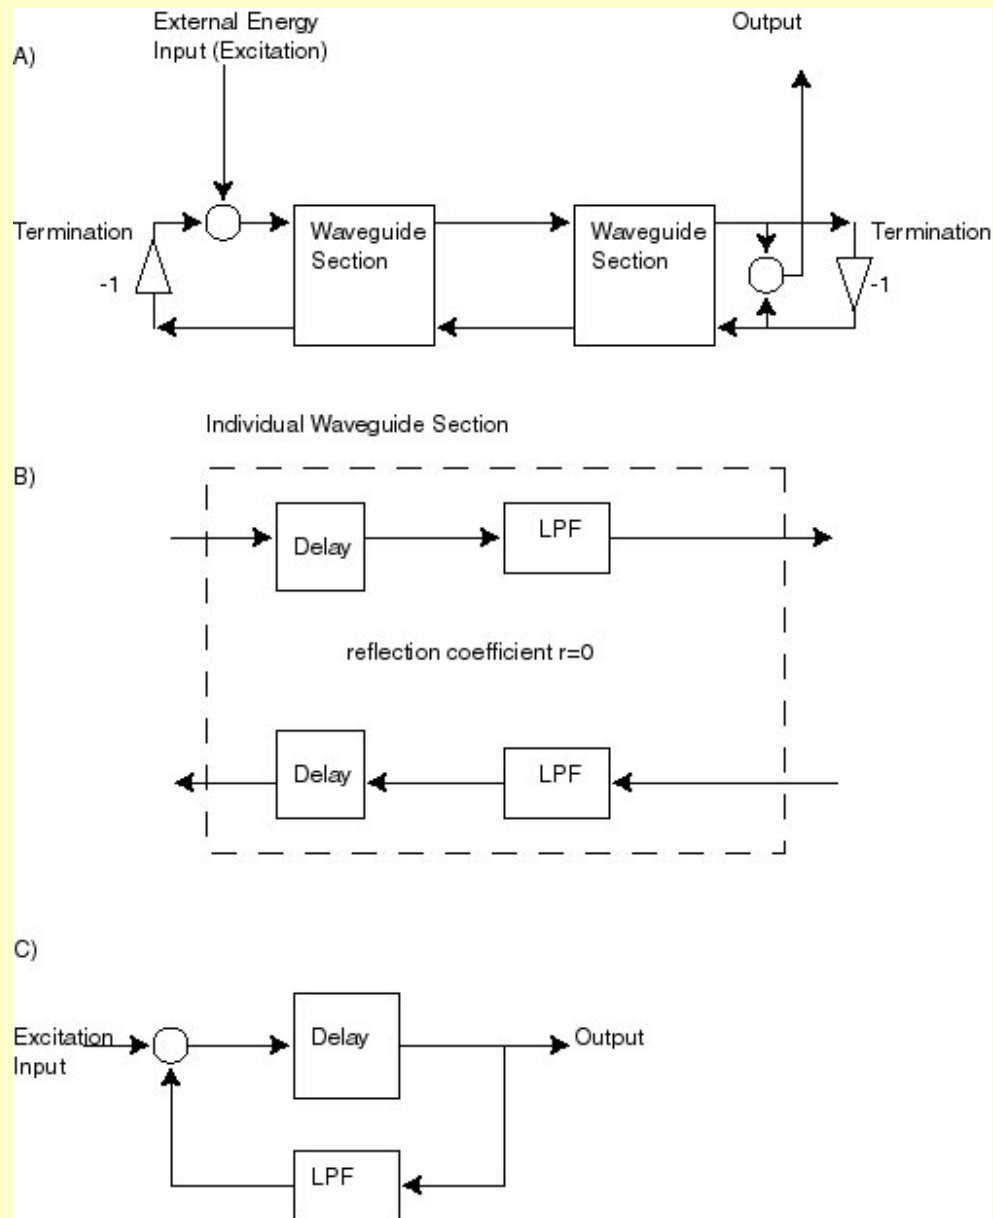 External Energy
Input (Excitation)
Output
A)
Termination
Waveguide
Section
Waveguide
Section
Termination
-1
-1
Individual Waveguide Section
B)
Delay
LPF
reflection coefficient r=0
Delay
LPF
C)
Excitation
Input
Delay
Output
LPF